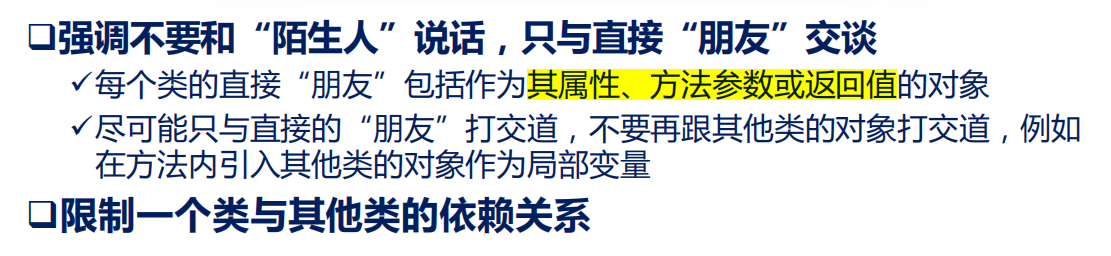 ❑强调不要和“陌生人”说话，只与直接“朋友”交谈
✓每个类的直接“朋友”包括作为其属性、方法参数或返回值的对象
✓尽可能只与直接的“朋友”打交道，不要再跟其他类的对象打交道，例如
在方法内引入其他类的对象作为局部变量
❑限制一个类与其他类的依赖关系